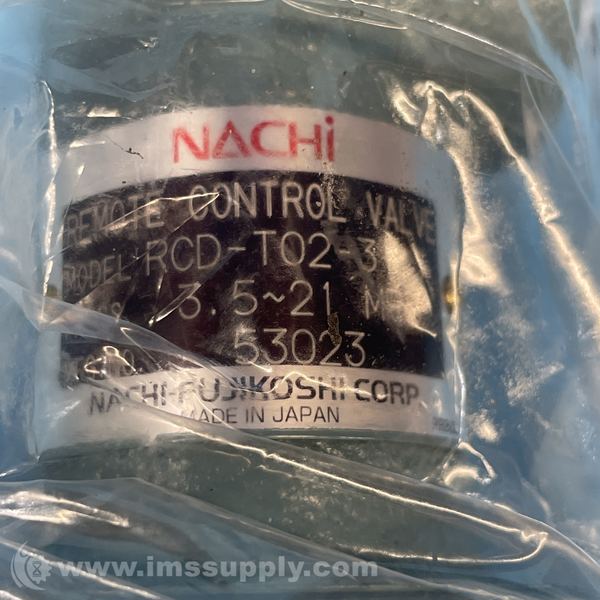 NACHi
REMOTE CONTROL VALVE
MODEL RCD-T02-3
3.5~21
53023
NACHI-FUJIKOSHI CORP
MADE IN JAPAN
www.imssupply.com